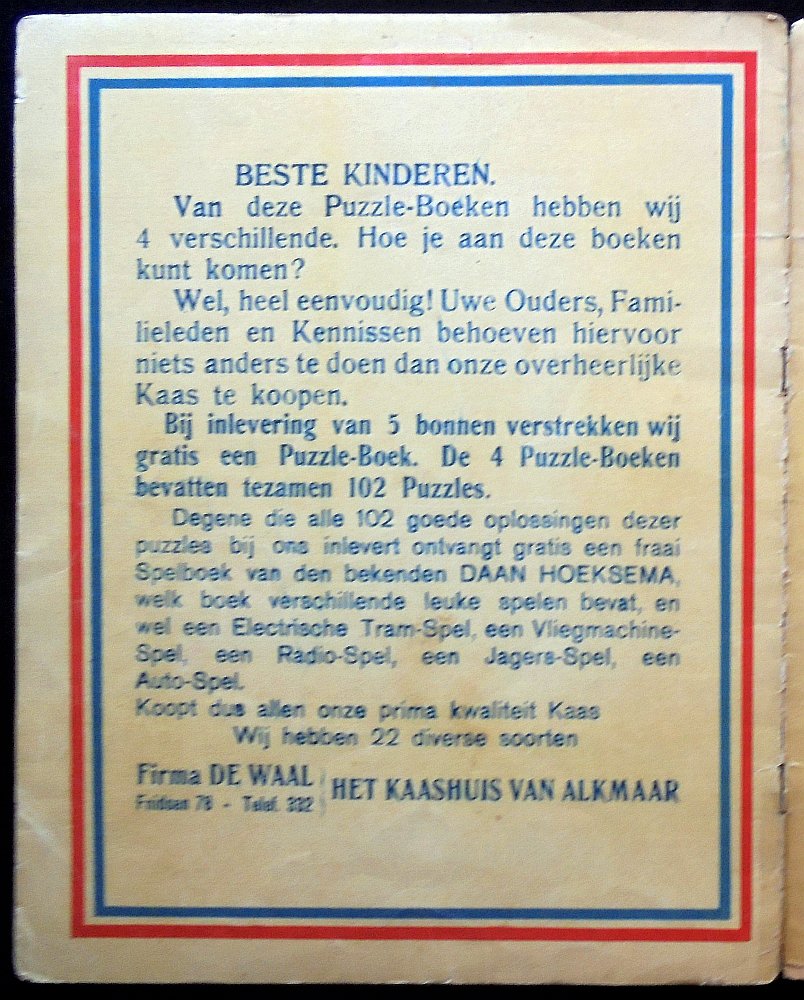 BESTE KINDEREN.
Van deze Puzzle-Boeken hebben wij
4 verschillende. Hoe je aan deze boeken
kunt komen?
Wel, heel eenvoudig! Uwe Ouders, Fami-
lieleden en Kennissen behoeven hiervoor
niets anders te doen dan onze overheerlijke
Kaas te koopen.
Bij inlevering van 5 bonnen verstrekken wij
gratis een Puzzle-Boek. De 4 Puzzle-Boeken
bevatten tezamen 102 Puzzles.
Degene die alle 102 goede oplossingen dezer
puzzles bij ons inlevert ontvangt gratis een fraai
Spelboek van den bekenden DAAN HOEKSEMA,
welk boek verschillende leuke spelen bevat, en
wel een Electrische Tram-Spel, een Vliegmachine-
Spel, een Radio-Spel, een Jagers-Spel, een
Auto-Spel.
Koopt dus allen onze prima kwaliteit Kaas
Wij hebben 22 diverse soorten
Firma DE WAAL
Fnidsen 78 - Telef. 332
HET KAASHUIS VAN ALKMAAR